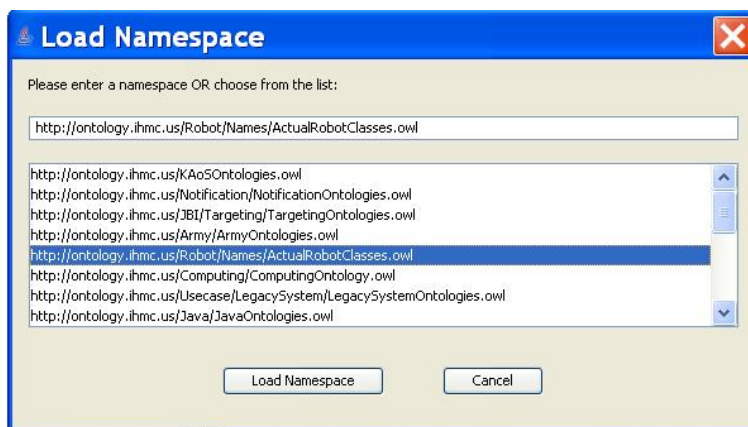 Load Namespace
Please enter a namespace OR choose from the list:
http://ontology.ihmc.us/Robot/Names/ActualRobotClasses.owl
http://ontology.ihmc.us/KAoSOntologies.owl
http://ontology.ihmc.us/Notification/NotificationOntologies.owl
http://ontology.ihmc.us/JBI/Targeting/TargetingOntologies.owl
http://ontology.ihmc.us/Army/ArmyOntologies.owl
http://ontology.ihmc.us/Robot/Names/ActualRobotClasses.owl
http://ontology.ihmc.us/Computing/ComputingOntology.owl
http://ontology.ihmc.us/Usecase/LegacySystem/LegacySystemOntologies.owl
http://ontology.ihmc.us/Java/JavaOntologies.owl
Load Namespace Cancel